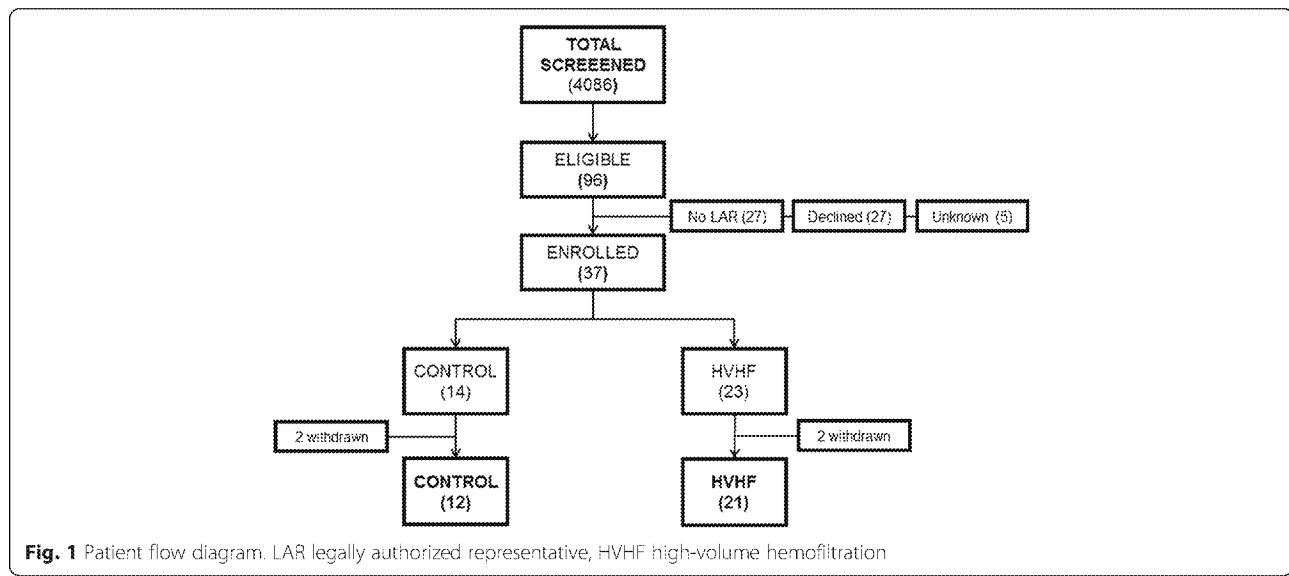 TOTAL
SCREEENED
(4086)
ELIGIBLE
(96)
No LAR (27)
Declined (27)
Unknown (5)
ENROLLED
(37)
CONTROL
(14)
HVHF
(23)
2 withdrawn
2 withdrawn
CONTROL
(12)
HVHF
(21)
Fig. 1 Patient flow diagram. LAR legally authorized representative, HVHF high-volume hemofiltration